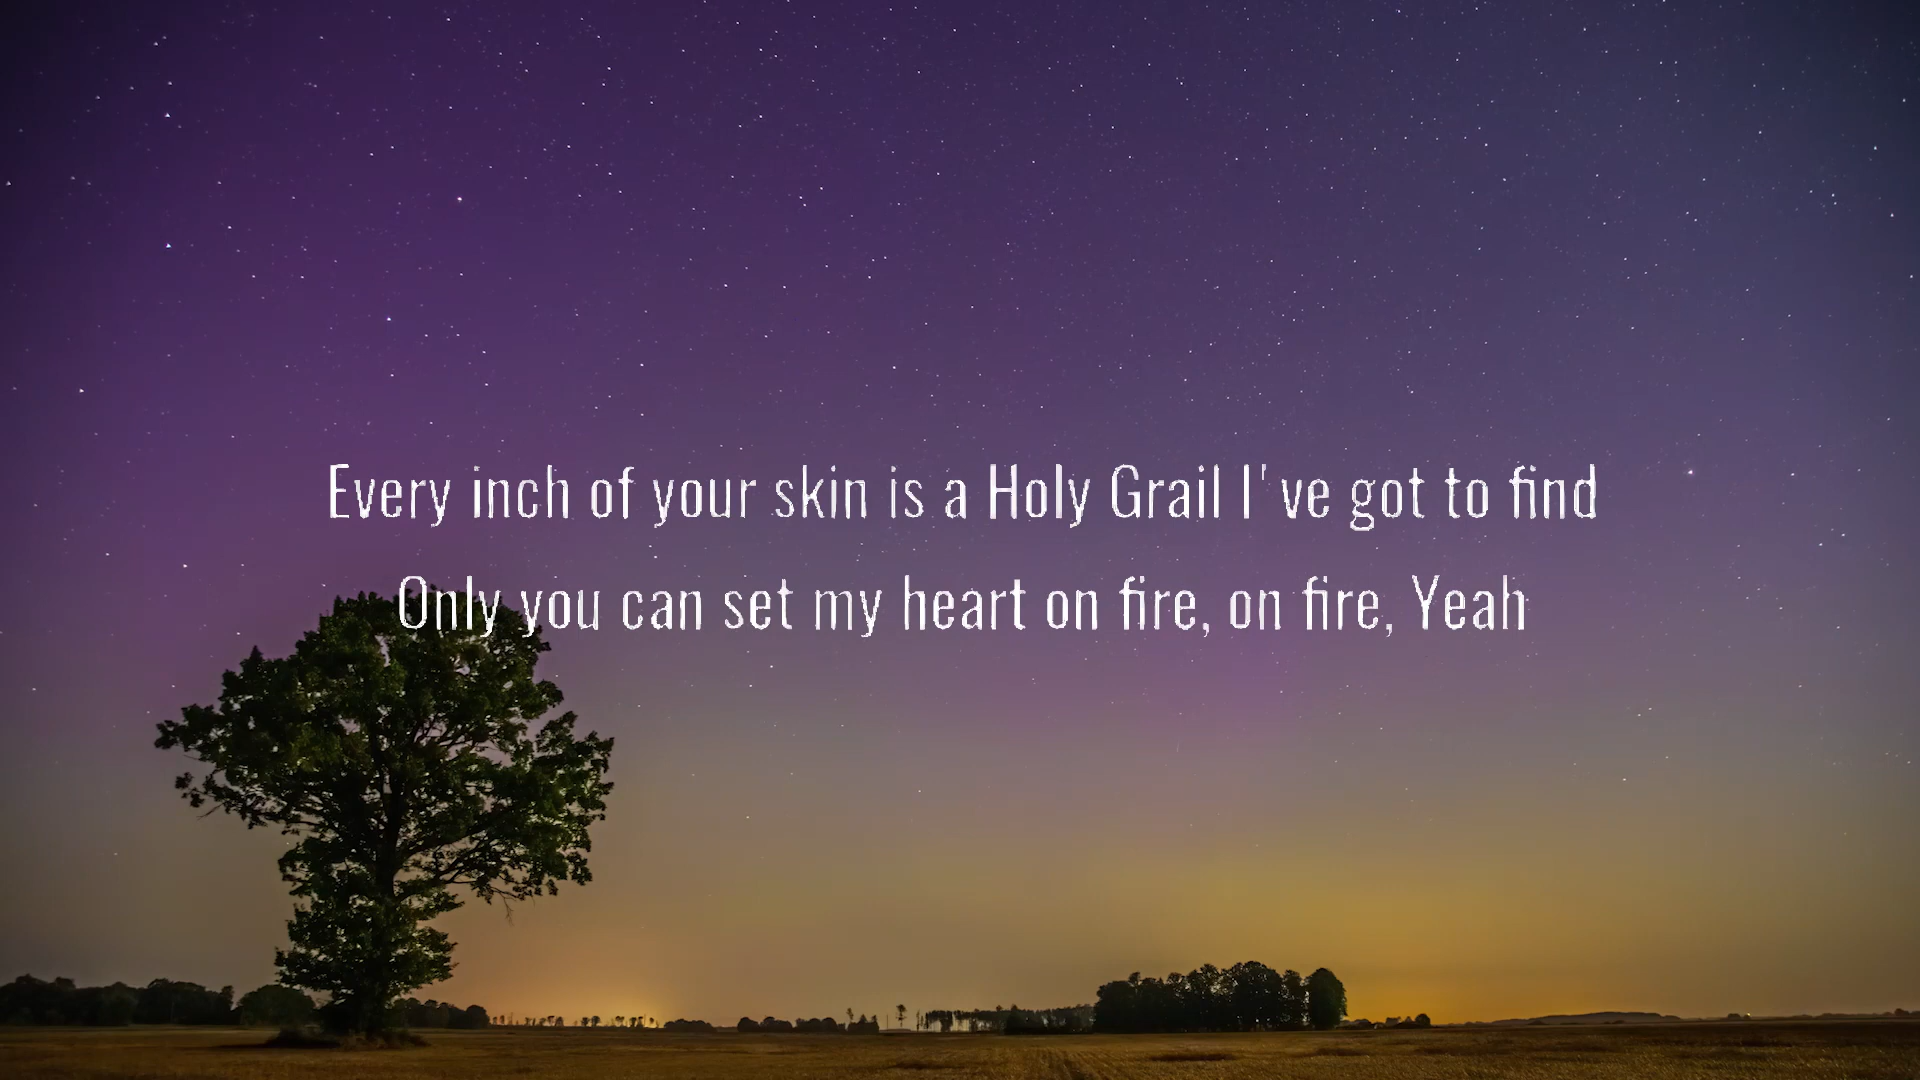 Every inch of your skin is a Holy Grail I've got to find
Only you can set my heart on fire, on fire, Yeah